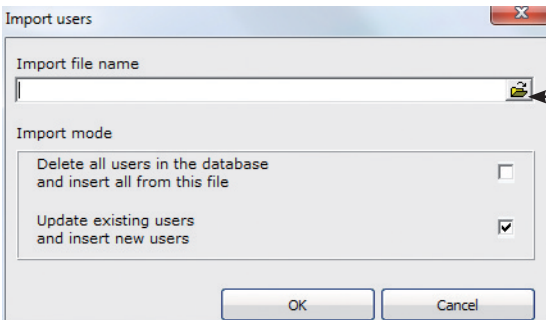 Import users
Import file name
Import mode
Delete all users in the database
and insert all from this file
Update existing users
and insert new users
OK
Cancel